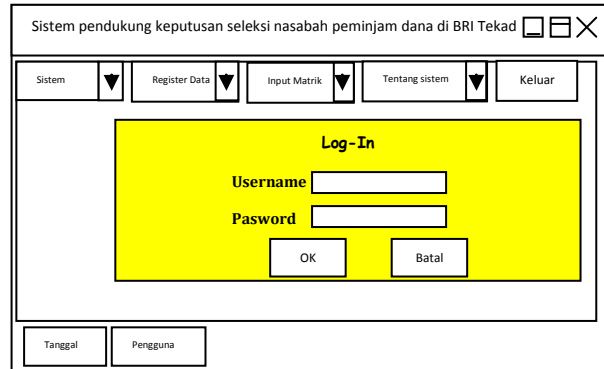 Sistem pendukung keputusan seleksi nasabah peminjam dana di BRI Tekad
Sistem Register Data Input Matrik Tentang sistem Keluar
Log-In
Username
Pasword
OK Batal
Tanggal Pengguna